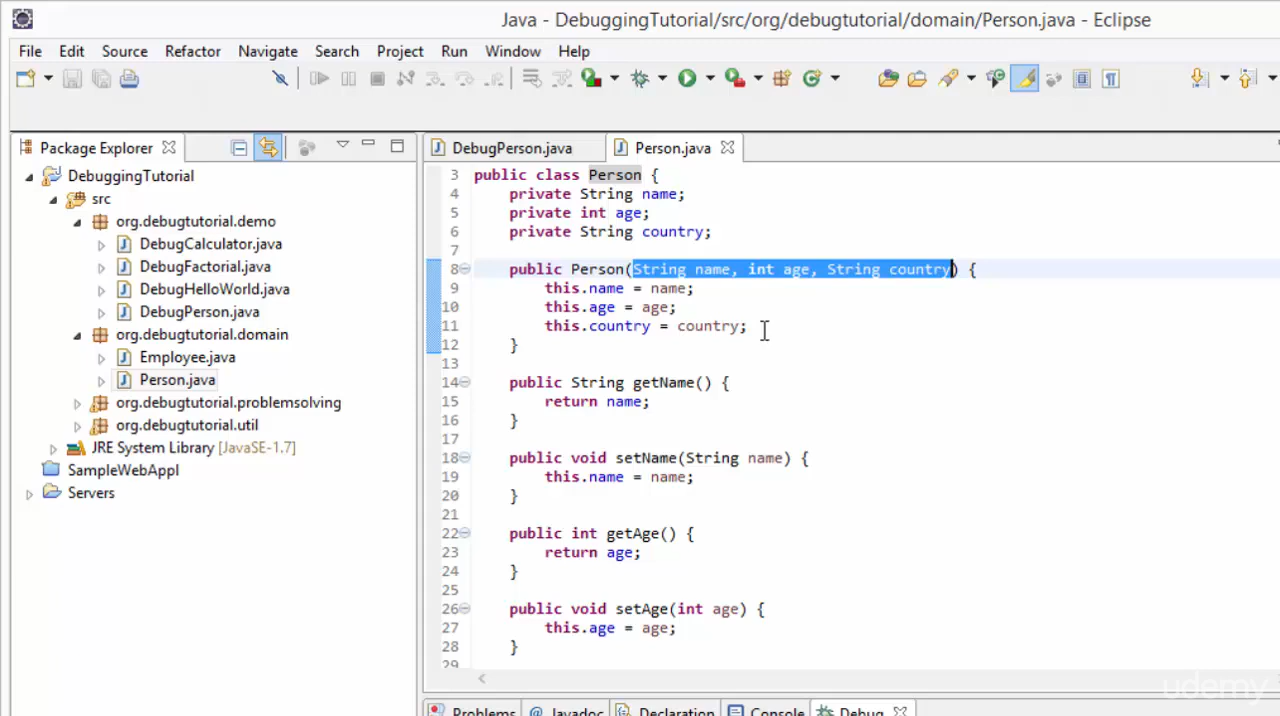 Java - DebuggingTutorial/src/org/debugtutorial/domain/Person.java - Eclipse
File Edit Source Refactor Navigate Search Project Run Window Help
Package Explorer
DebugPerson.java Person.java
DebuggingTutorial
src
org.debugtutorial.demo
DebugCalculator.java
DebugFactorial.java
DebugHelloWorld.java
DebugPerson.java
org.debugtutorial.domain
Employee.java
Person.java
org.debugtutorial.problemsolving
org.debugtutorial.util
JRE System Library [JavaSE-1.7]
SampleWebAppl
Servers
3 public class Person {
4 private String name;
5 private int age;
6 private String country;
7
8 public Person(String name, int age, String country) {
9 this.name = name;
10 this.age = age;
11 this.country = country;
12 }
13
14 public String getName() {
15 return name;
16 }
17
18 public void setName(String name) {
19 this.name = name;
20 }
21
22 public int getAge() {
23 return age;
24 }
25
26 public void setAge(int age) {
27 this.age = age;
28 }
29
Problems @ Javadoc Declaration Console Debug
udemy